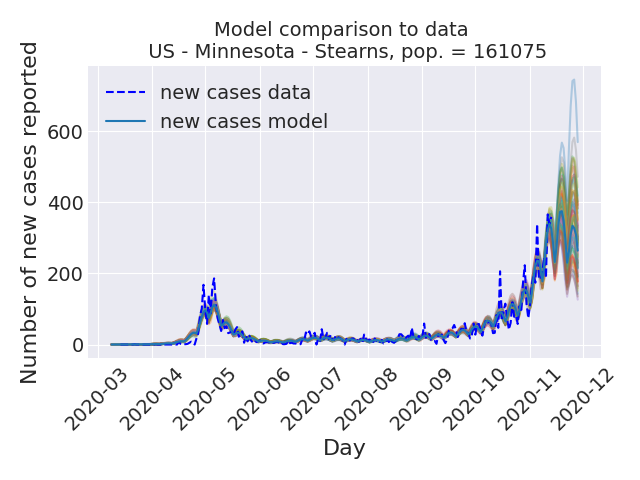 Model comparison to data
US - Minnesota - Stearns, pop. = 161075
Number of new cases reported
new cases data
new cases model
600
400
200
0
2020-03
2020-04
2020-05
2020-06
2020-07
2020-08
2020-09
2020-10
2020-11
2020-12
Day